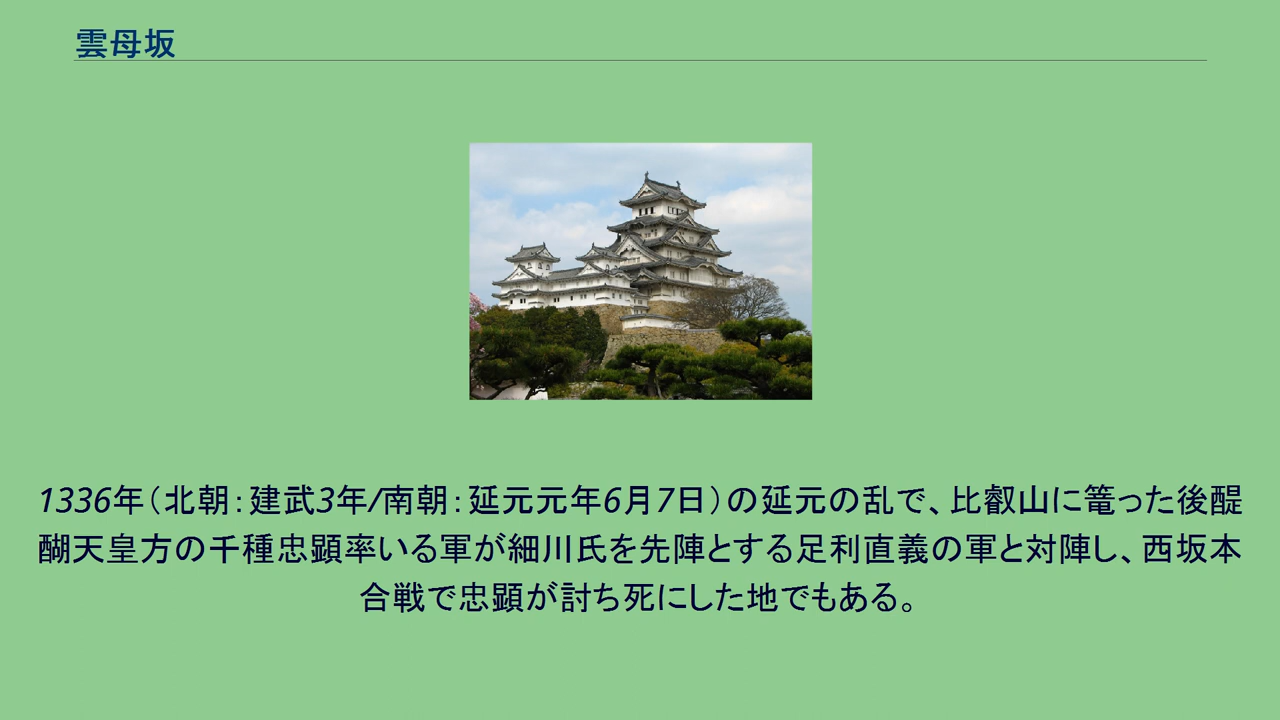 雲母坂
1336年（北朝：建武3年/南朝：延元元年6月7日）の延元の乱で、比叡山に篭った後醍
醐天皇方の千種忠顕率いる軍が細川氏を先陣とする足利直義の軍と対陣し、西坂本
合戦で忠顕が討ち死にした地でもある。